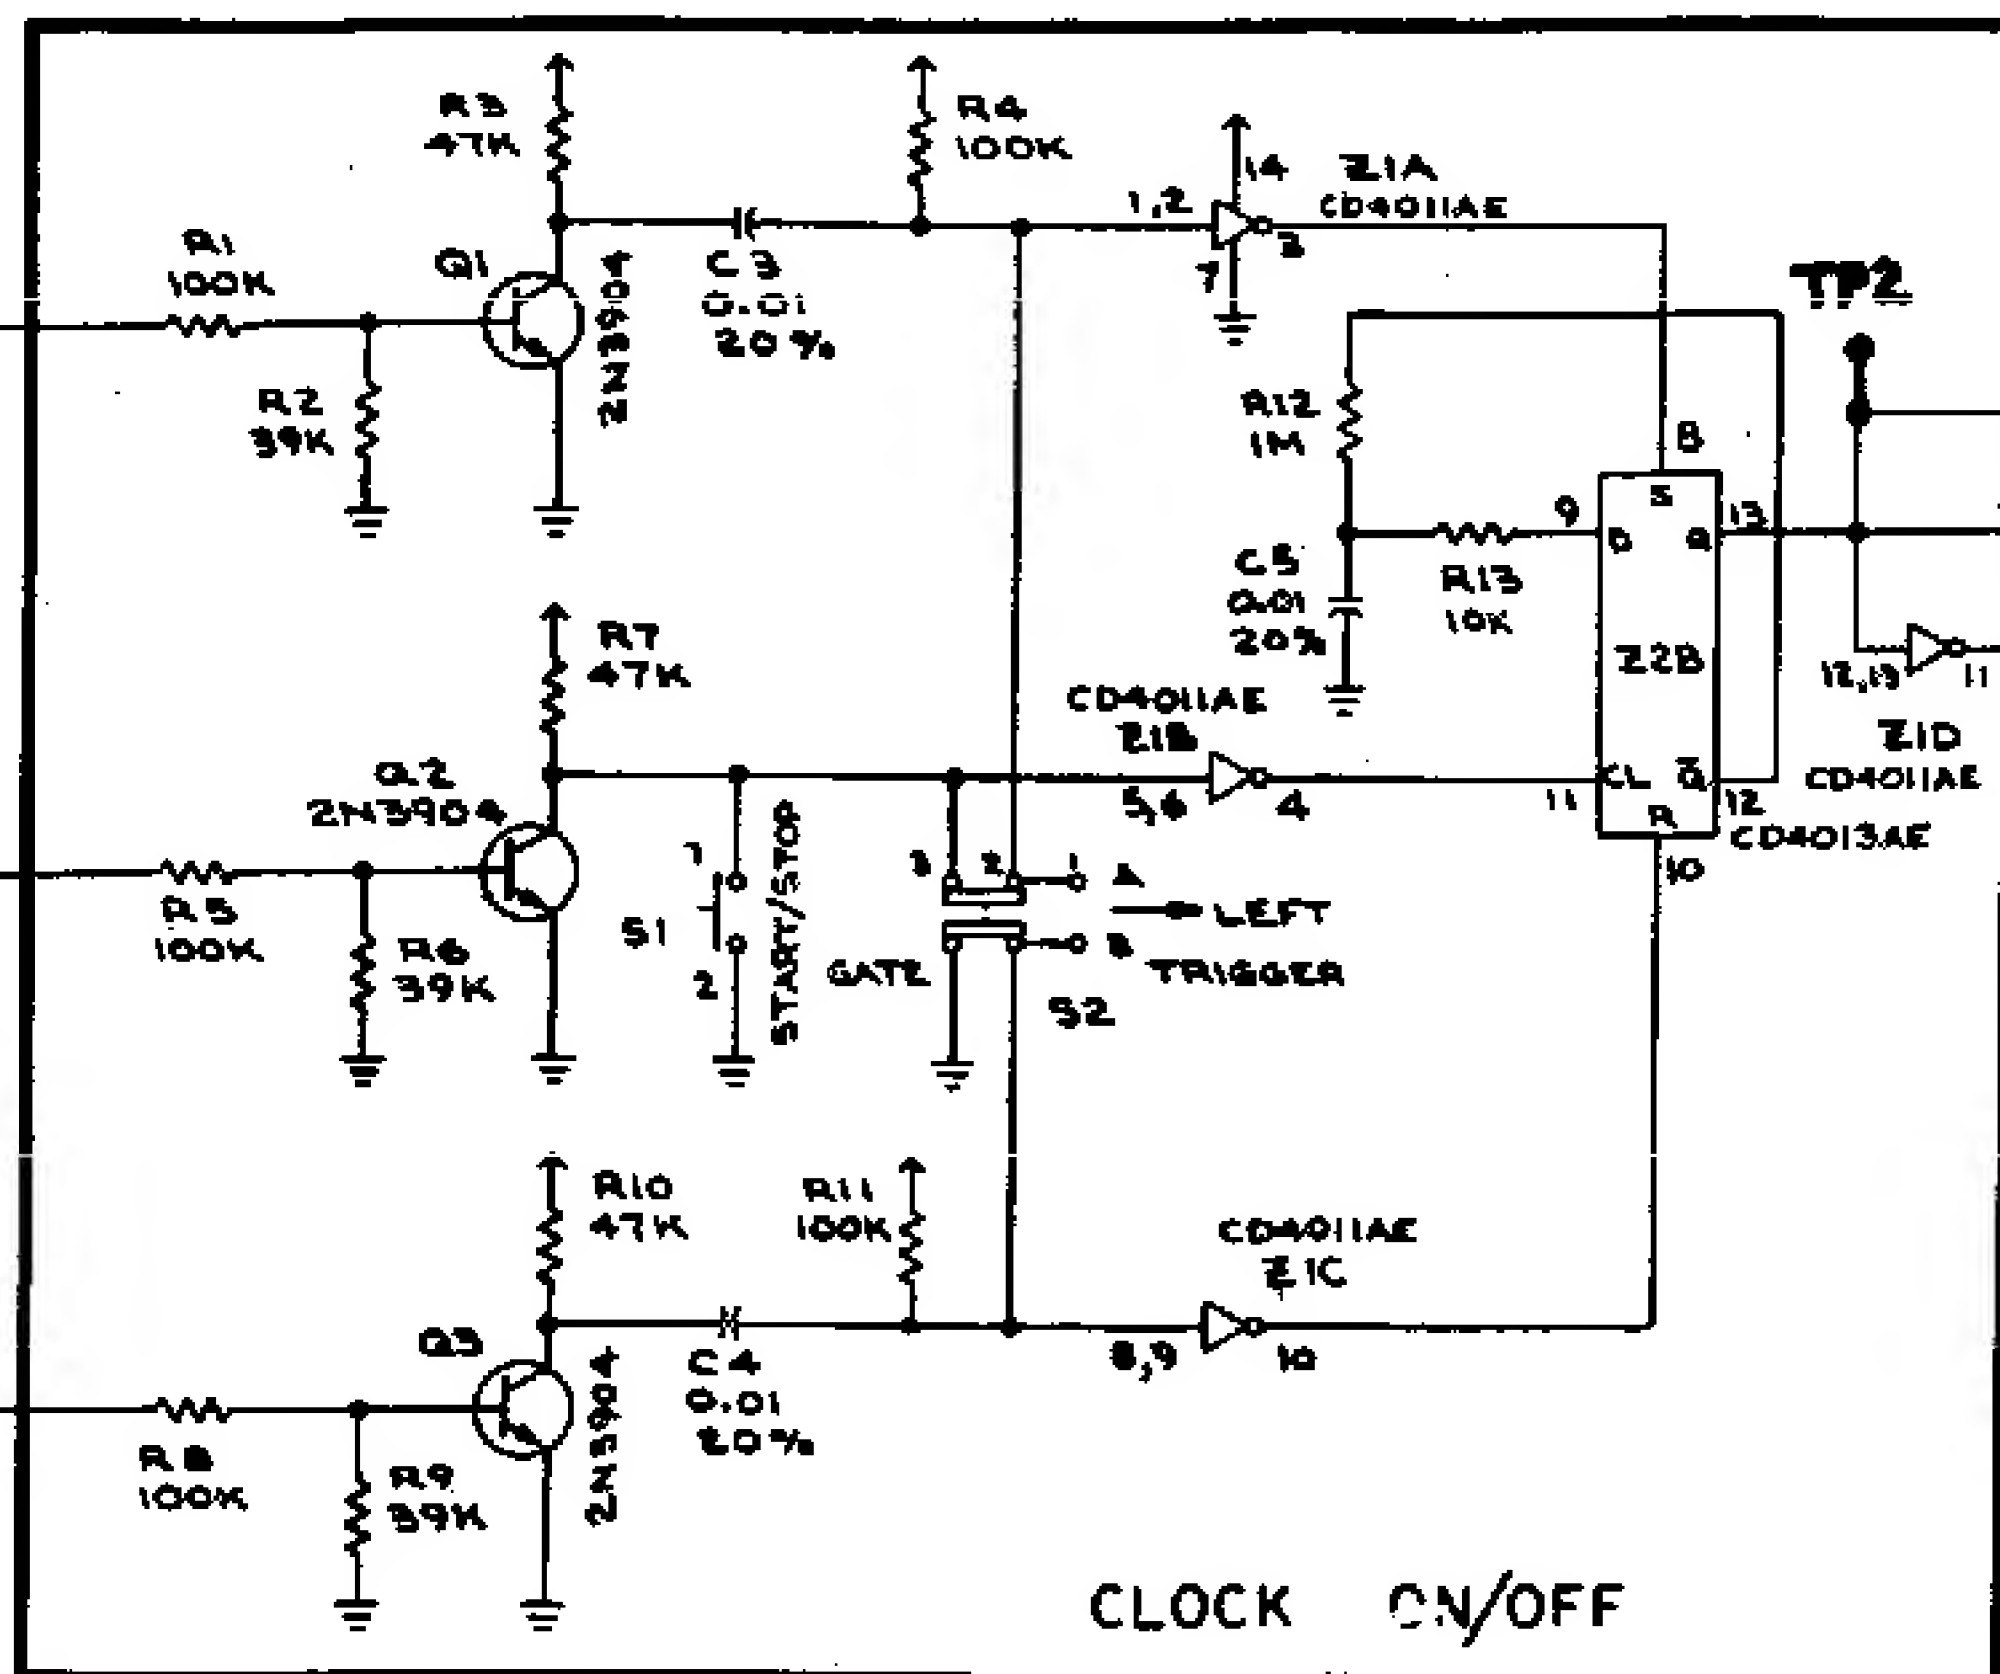 R3
47K
R4
100K
14
Z1A
CD4011AE
1,2
3
7
R1
100K
Q1
2N3904
C3
0.01
20%
TP2
R2
39K
R12
1M
8
S
9
D
Q
13
C5
0.01
20%
R13
10K
Z2B
R7
47K
CD4011AE
Z1B
12,13
11
Z1D
CD4011AE
Q2
2N3904
5,6
4
11
CL
Q̅
12
R
CD4013AE
10
1
START/STOP
3
2
1
A
R5
100K
S1
LEFT
R6
39K
2
GATE
B
TRIGGER
S2
R10
47K
R11
100K
CD4011AE
Z1C
Q3
2N3904
C4
0.01
20%
8,9
10
R8
100K
R9
39K
CLOCK ON/OFF